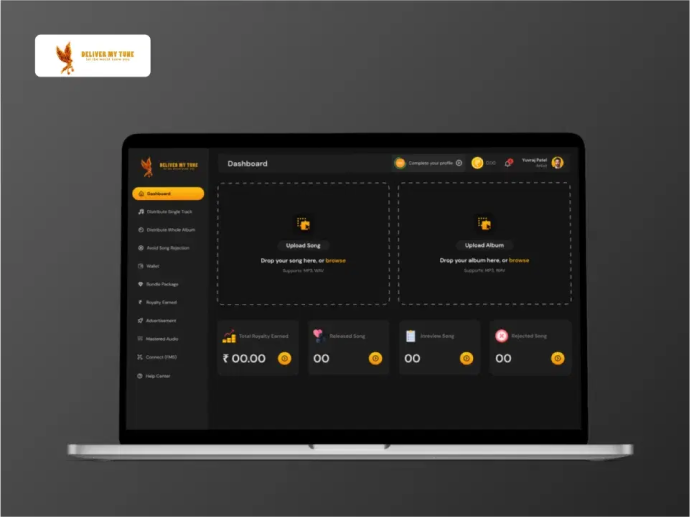 DELIVER MY TUNE
DELIVER MY TUNE
Dashboard
Complete your profile
Yuvraj Patel
Artist
Dashboard
Distribute Single Track
Distribute Whole Album
Avoid Song Rejection
Wallet
Bundle Package
Royalty Earned
Advertisement
Mastered Audio
Connect (YMR)
Help Center
Upload Song
Drop your song here, or browse
Supports: MP3, WAV
Upload Album
Drop your album here, or browse
Supports: MP3, WAV
Total Royalty Earned
₹ 00.00
Released Song
00
Unreview Song
00
Rejected Song
00